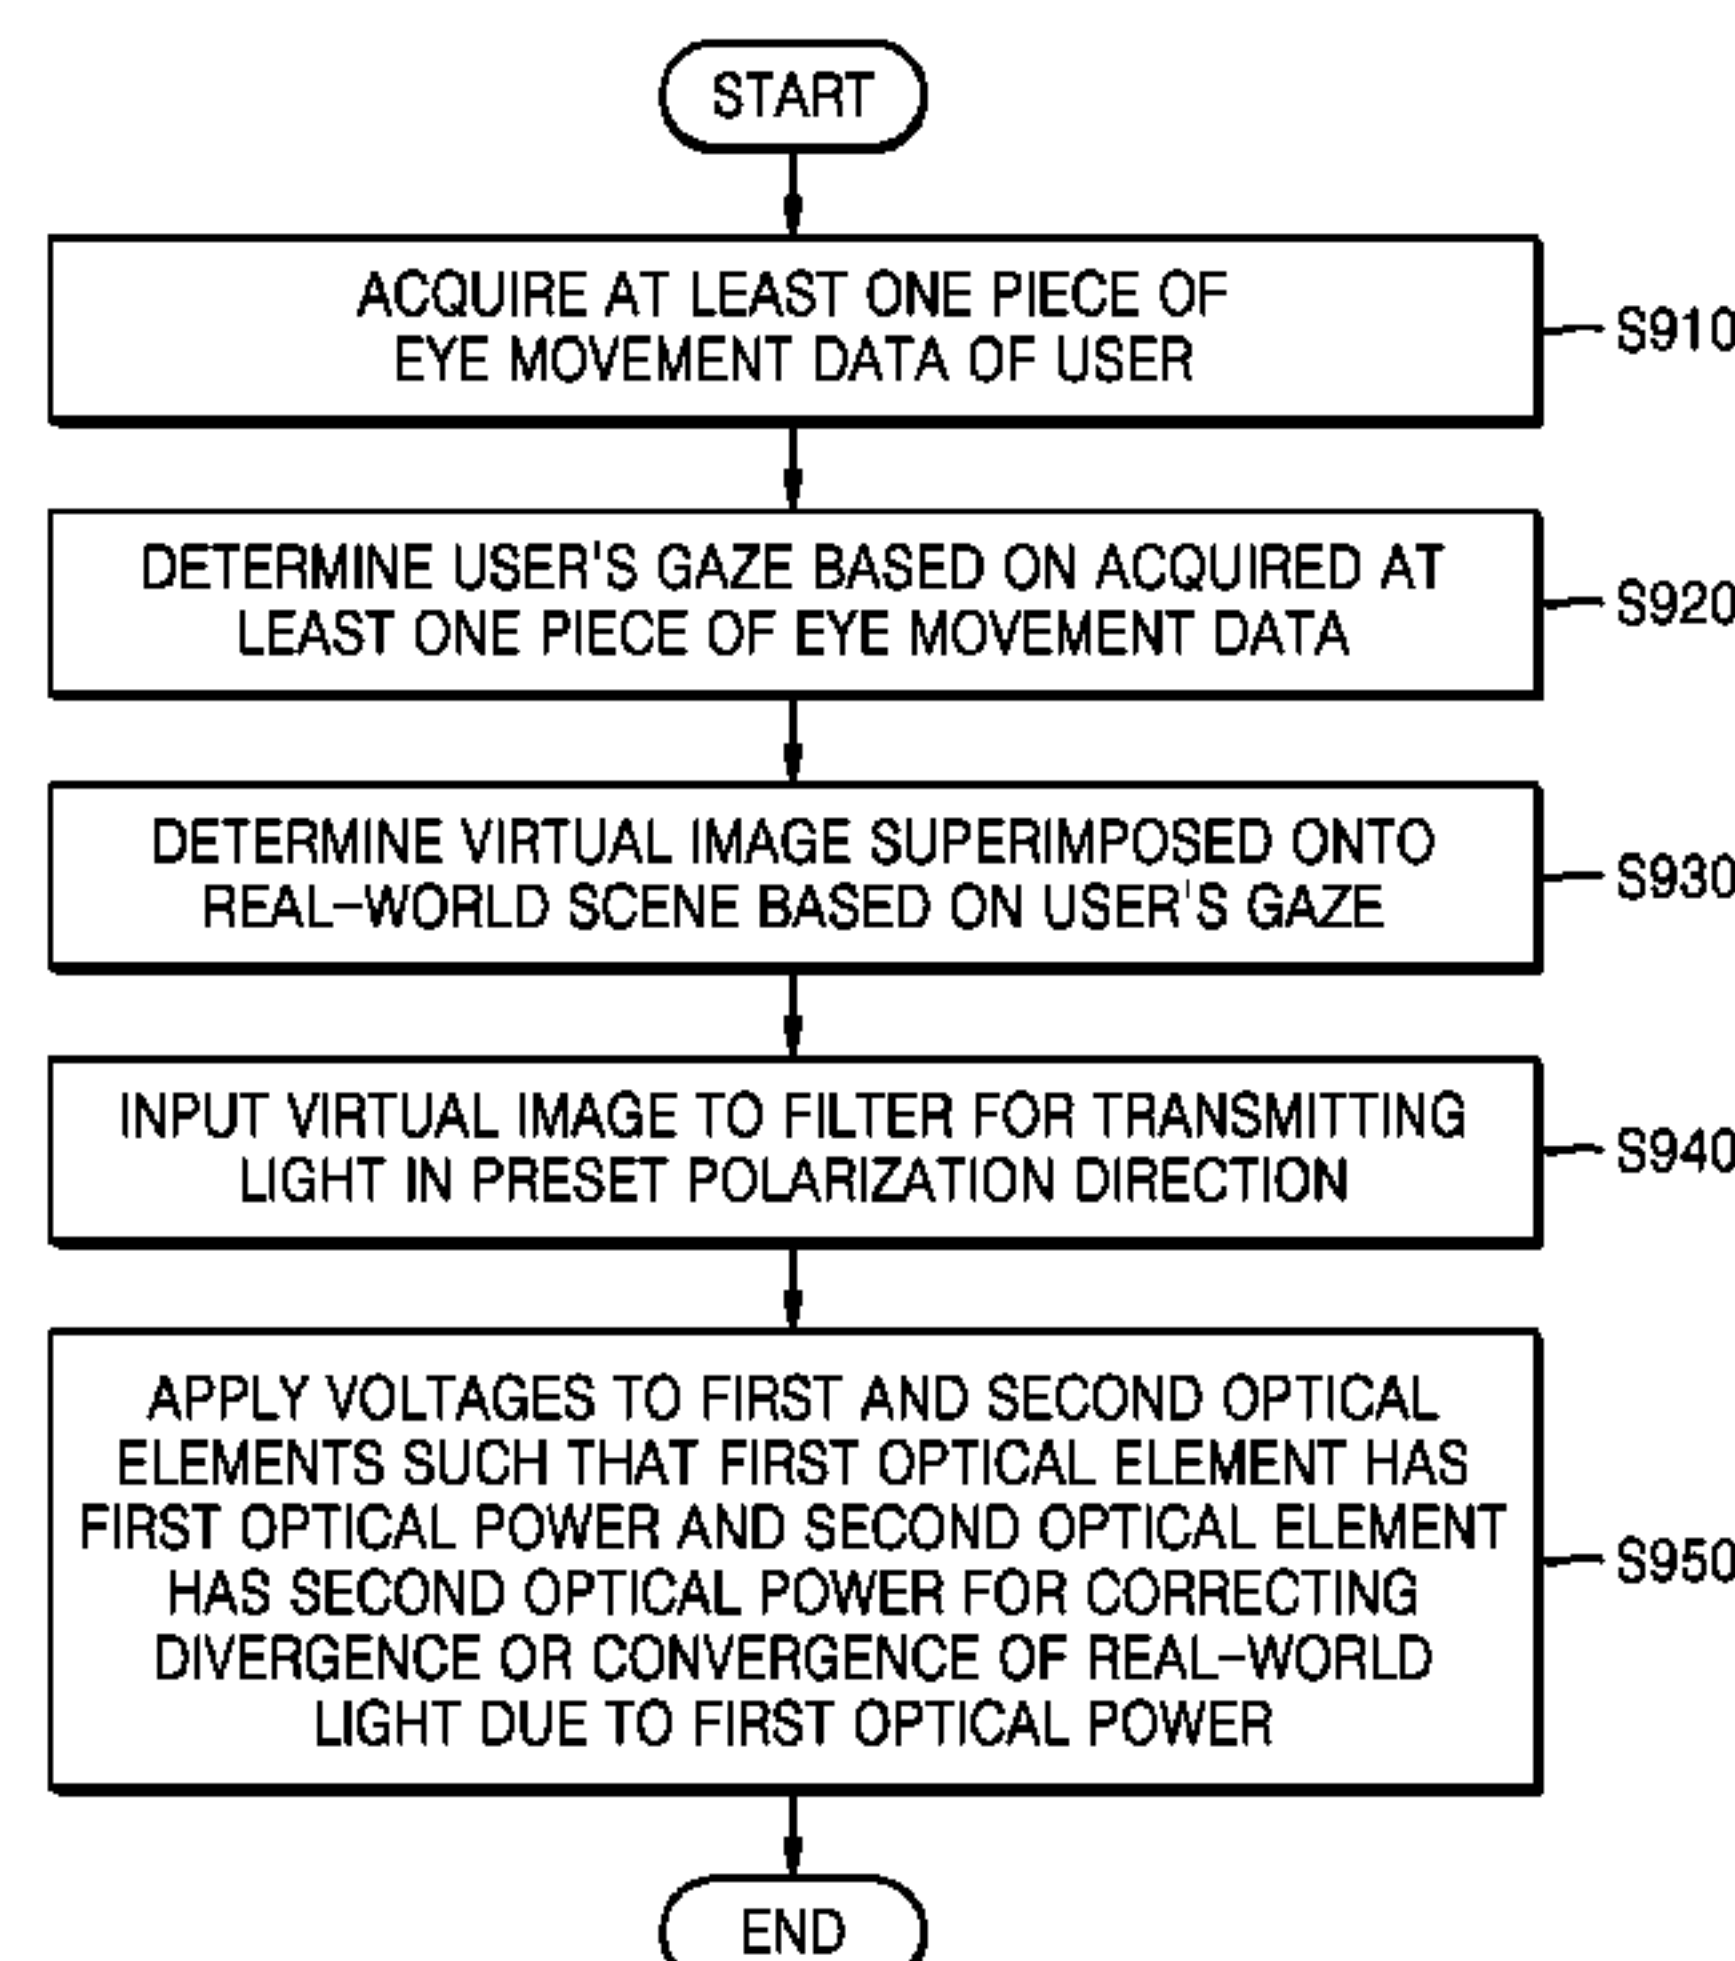 START
ACQUIRE AT LEAST ONE PIECE OF
EYE MOVEMENT DATA OF USER
S910
DETERMINE USER'S GAZE BASED ON ACQUIRED AT
LEAST ONE PIECE OF EYE MOVEMENT DATA
S920
DETERMINE VIRTUAL IMAGE SUPERIMPOSED ONTO
REAL-WORLD SCENE BASED ON USER'S GAZE
S930
INPUT VIRTUAL IMAGE TO FILTER FOR TRANSMITTING
LIGHT IN PRESET POLARIZATION DIRECTION
S940
APPLY VOLTAGES TO FIRST AND SECOND OPTICAL
ELEMENTS SUCH THAT FIRST OPTICAL ELEMENT HAS
FIRST OPTICAL POWER AND SECOND OPTICAL ELEMENT
HAS SECOND OPTICAL POWER FOR CORRECTING
DIVERGENCE OR CONVERGENCE OF REAL-WORLD
LIGHT DUE TO FIRST OPTICAL POWER
S950
END